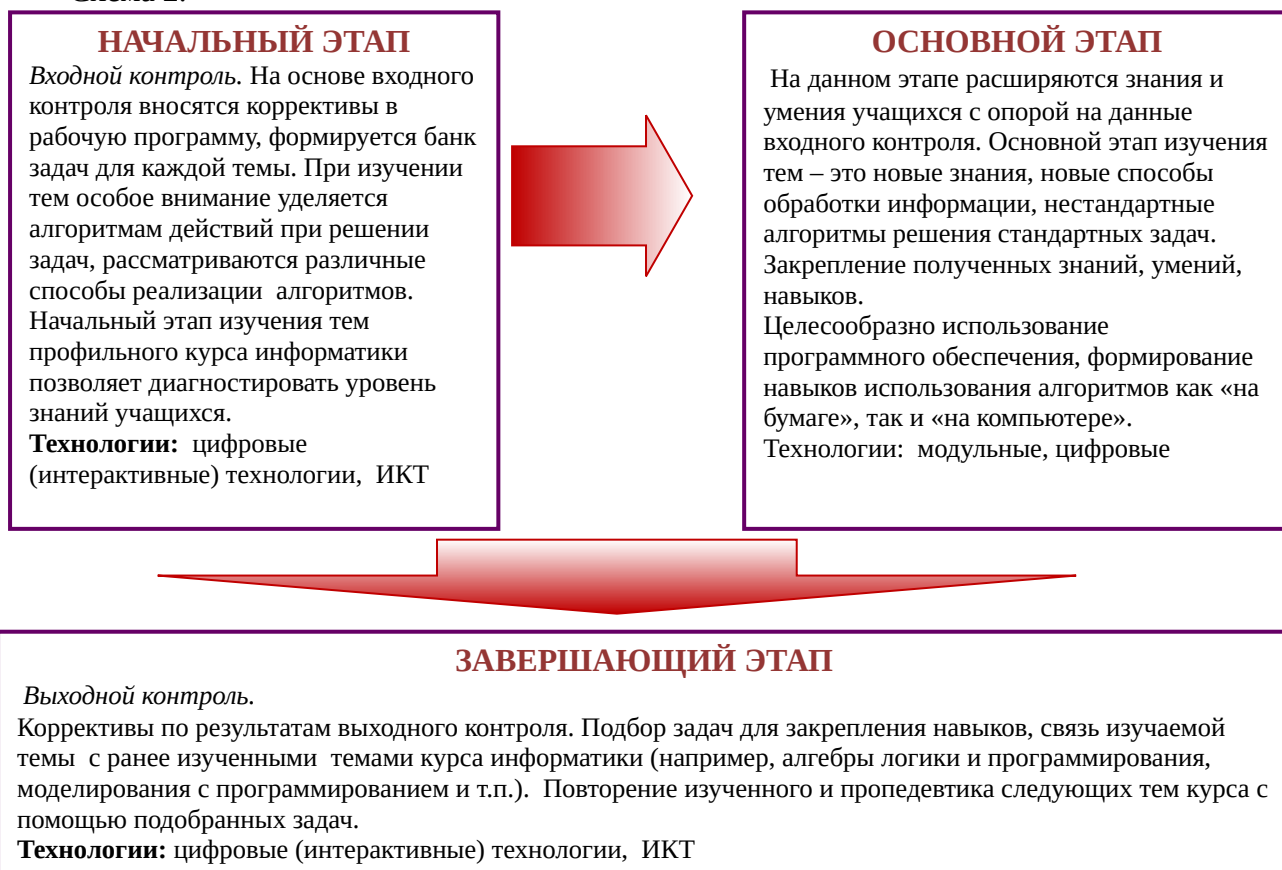 НАЧАЛЬНЫЙ ЭТАП
Входной контроль. На основе входного
контроля вносятся коррективы в
рабочую программу, формируется банк
задач для каждой темы. При изучении
тем особое внимание уделяется
алгоритмам действий при решении
задач, рассматриваются различные
способы реализации алгоритмов.
Начальный этап изучения тем
профильного курса информатики
позволяет диагностировать уровень
знаний учащихся.
Технологии: цифровые
(интерактивные) технологии, ИКТ
ОСНОВНОЙ ЭТАП
На данном этапе расширяются знания и
умения учащихся с опорой на данные
входного контроля. Основной этап изучения
тем – это новые знания, новые способы
обработки информации, нестандартные
алгоритмы решения стандартных задач.
Закрепление полученных знаний, умений,
навыков.
Целесообразно использование
программного обеспечения, формирование
навыков использования алгоритмов как «на
бумаге», так и «на компьютере».
Технологии: модульные, цифровые
ЗАВЕРШАЮЩИЙ ЭТАП
Выходной контроль.
Коррективы по результатам выходного контроля. Подбор задач для закрепления навыков, связь изучаемой
темы с ранее изученными темами курса информатики (например, алгебры логики и программирования,
моделирования с программированием и т.п.). Повторение изученного и пропедевтика следующих тем курса с
помощью подобранных задач.
Технологии: цифровые (интерактивные) технологии, ИКТ